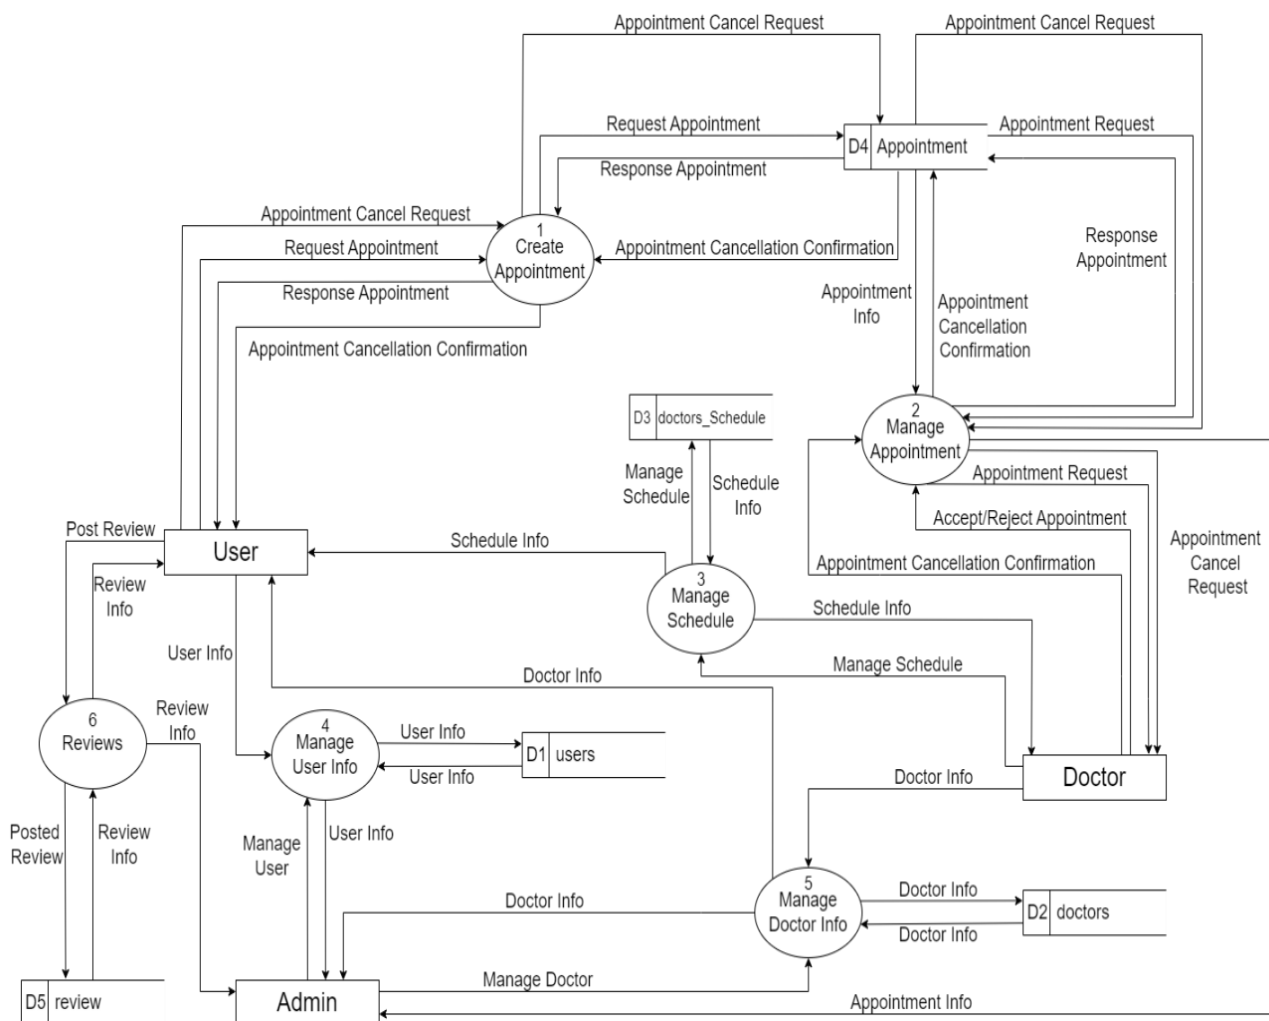 Appointment Cancel Request
Appointment Cancel Request
Request Appointment
D4
Appointment
Appointment Request
Response Appointment
Appointment Cancel Request
1
Create
Appointment
Request Appointment
Appointment Cancellation Confirmation
Response
Appointment
Response Appointment
Appointment
Info
Appointment
Cancellation
Confirmation
Appointment Cancellation Confirmation
D3
doctors_Schedule
2
Manage
Appointment
Manage
Schedule
Schedule
Info
Appointment Request
Accept/Reject Appointment
Post Review
User
Schedule Info
Appointment Cancellation Confirmation
Appointment
Cancel
Request
Review
Info
3
Manage
Schedule
Schedule Info
User Info
Doctor Info
Manage Schedule
6
Reviews
Review
Info
4
Manage
User Info
User Info
D1
users
User Info
Doctor Info
Doctor
Posted
Review
Review
Info
Manage
User
User Info
5
Manage
Doctor Info
Doctor Info
Doctor Info
D2
doctors
Doctor Info
D5
review
Admin
Manage Doctor
Appointment Info